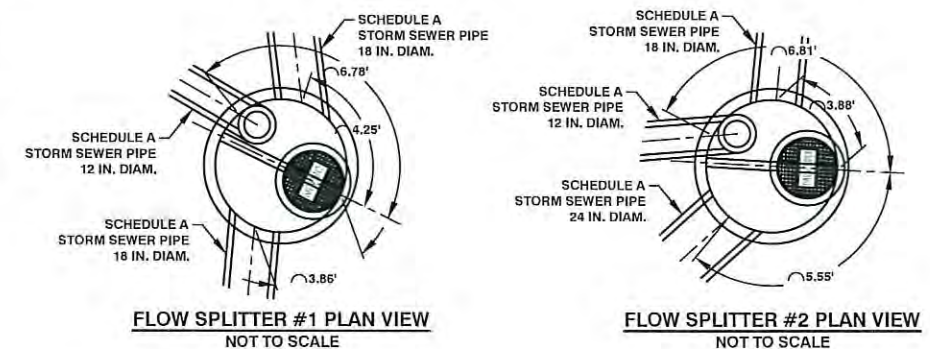 SCHEDULE A
STORM SEWER PIPE
18 IN. DIAM.
6.78'
4.25'
SCHEDULE A
STORM SEWER PIPE
12 IN. DIAM.
SCHEDULE A
STORM SEWER PIPE
18 IN. DIAM.
3.86'
FLOW SPLITTER #1 PLAN VIEW
NOT TO SCALE
SCHEDULE A
STORM SEWER PIPE
18 IN. DIAM.
6.81'
3.88'
SCHEDULE A
STORM SEWER PIPE
12 IN. DIAM.
SCHEDULE A
STORM SEWER PIPE
24 IN. DIAM.
5.55'
FLOW SPLITTER #2 PLAN VIEW
NOT TO SCALE